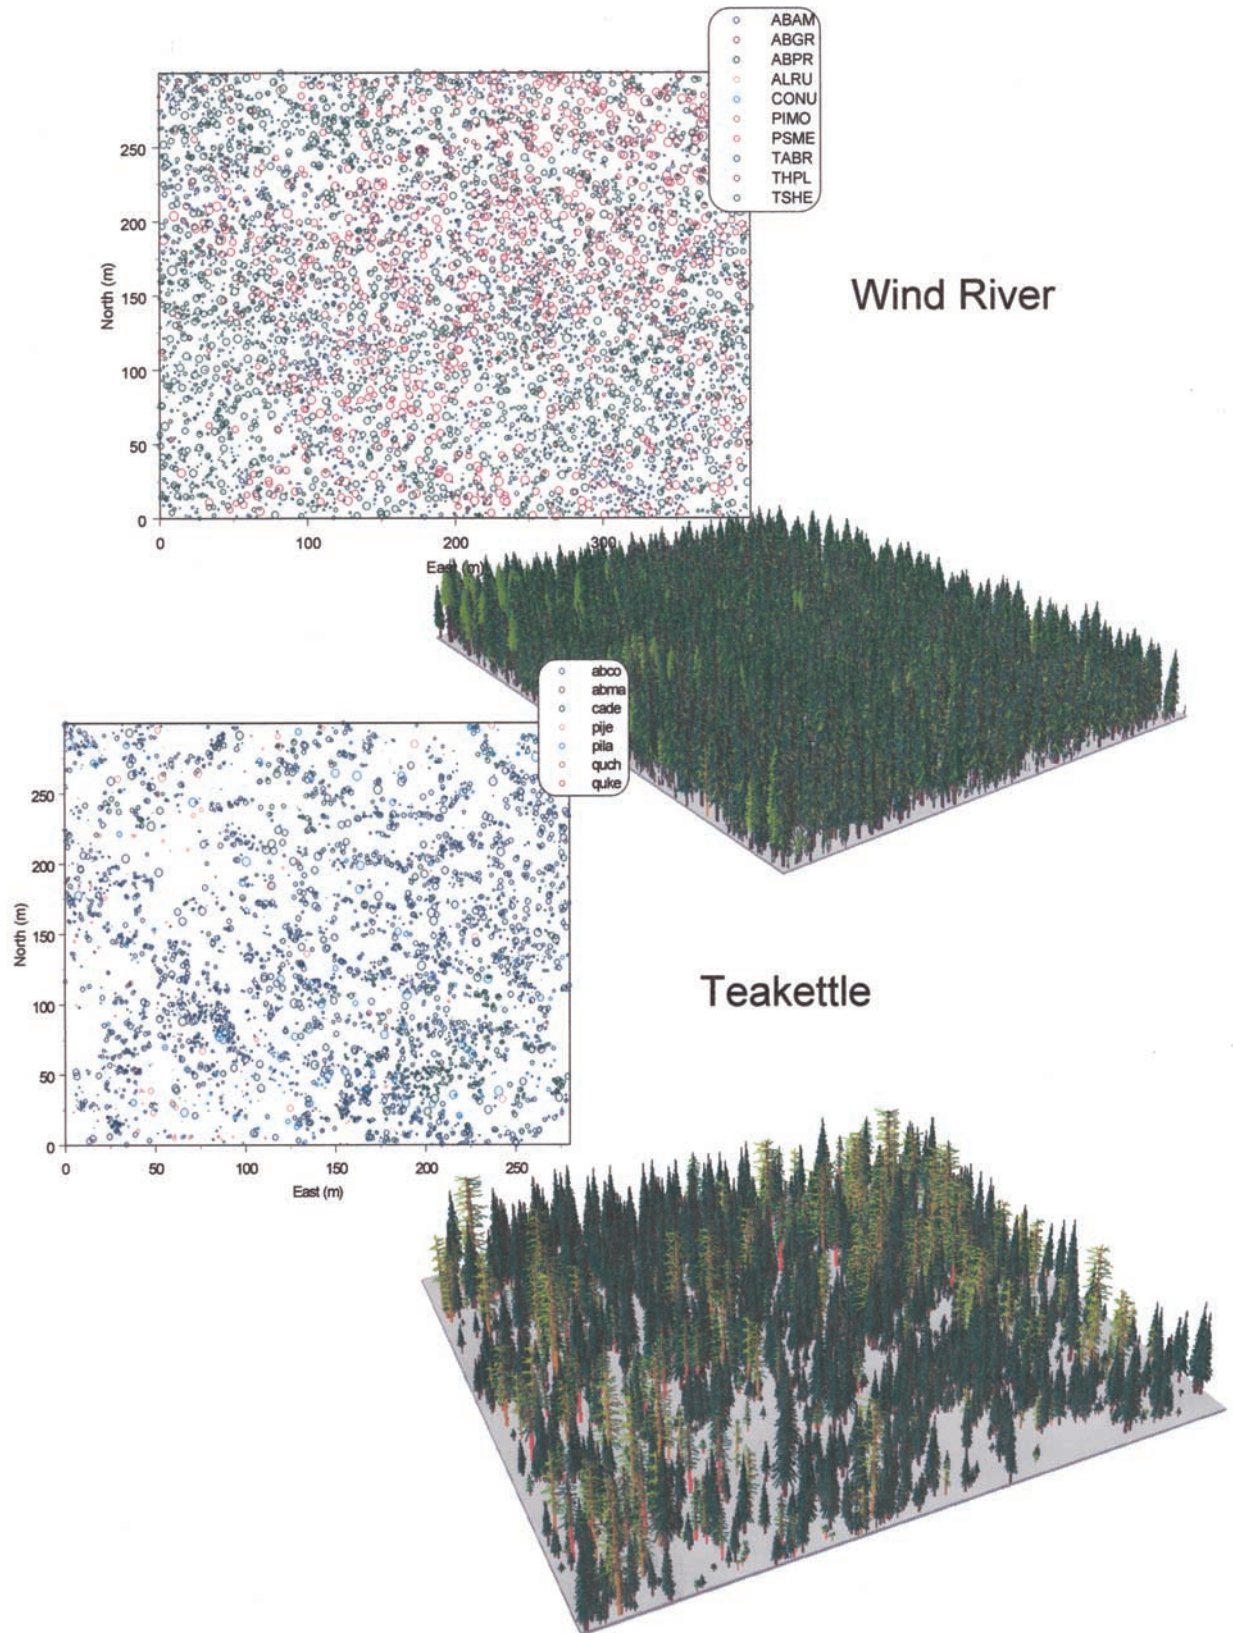 ABAM
ABGR
ABPR
ALRU
CONU
PIMO
PSME
TABR
THPL
TSHE
250
200
150
100
50
0
North (m)
0 100 200 300
East (m)
Wind River
abco
abma
cade
pije
pila
quch
quke
250
200
150
100
50
0
North (m)
0 50 100 150 200 250
East (m)
Teakettle